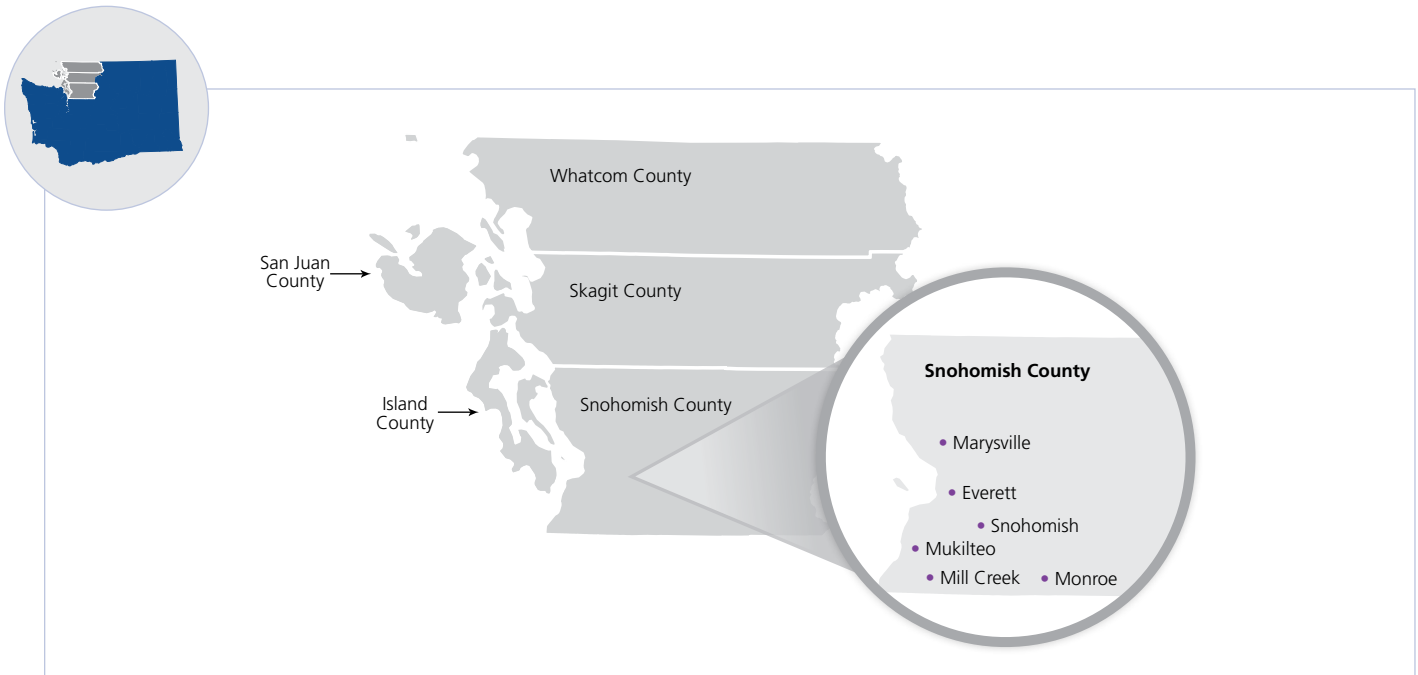 Whatcom County
San Juan
County
Skagit County
Snohomish County
Island
County
Snohomish County
Marysville
Everett
Snohomish
Mukilteo
Mill Creek
Monroe